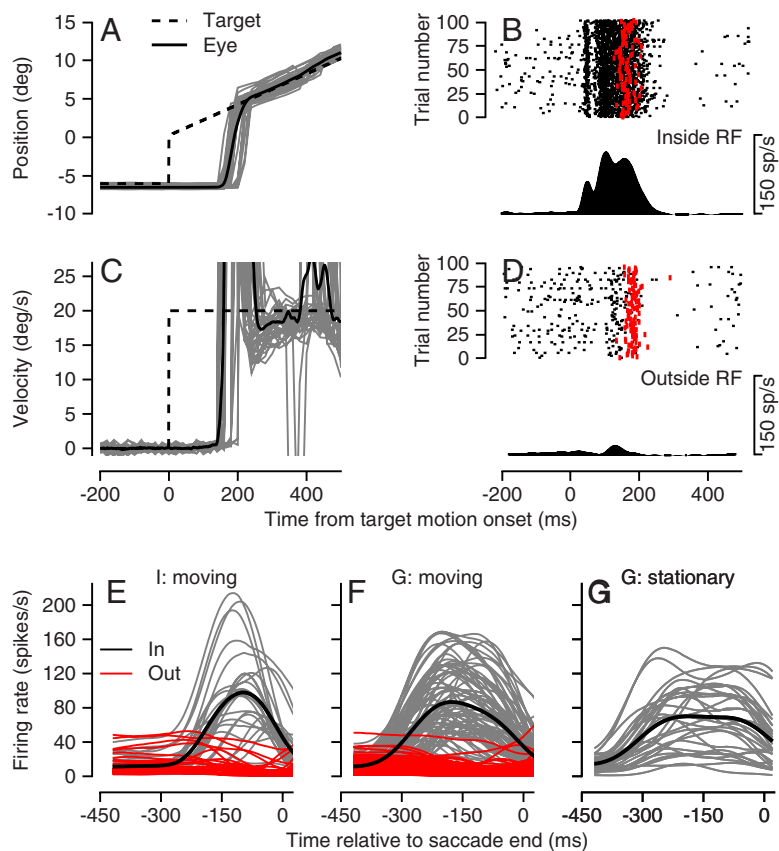 A
Target
Eye
15
10
5
0
-5
-10
Position (deg)
B
100
75
50
25
0
Trial number
Inside RF
150 sp/s
C
25
20
15
10
5
0
Velocity (deg/s)
-200 0 200 400
D
100
75
50
25
0
Trial number
Outside RF
150 sp/s
-200 0 200 400
Time from target motion onset (ms)
E
I: moving
In
Out
200
160
120
80
40
0
Firing rate (spikes/s)
-450 -300 -150 0
F
G: moving
-450 -300 -150 0
G
G: stationary
-450 -300 -150 0
Time relative to saccade end (ms)